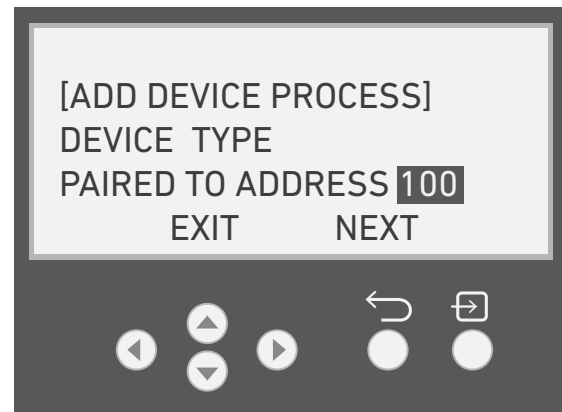 [ADD DEVICE PROCESS]
DEVICE TYPE
PAIRED TO ADDRESS 100
EXIT NEXT